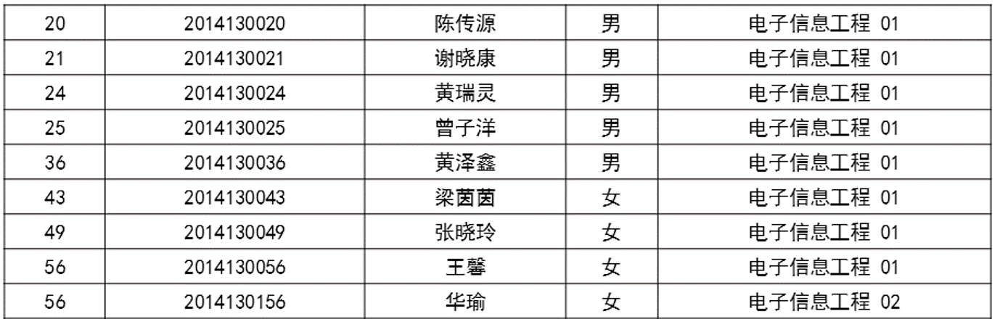 20 2014130020 陈传源 男 电子信息工程 01
21 2014130021 谢晓康 男 电子信息工程 01
24 2014130024 黄瑞灵 男 电子信息工程 01
25 2014130025 曾子洋 男 电子信息工程 01
36 2014130036 黄泽鑫 男 电子信息工程 01
43 2014130043 梁茵茵 女 电子信息工程 01
49 2014130049 张晓玲 女 电子信息工程 01
56 2014130056 王馨 女 电子信息工程 01
56 2014130156 华瑜 女 电子信息工程 02